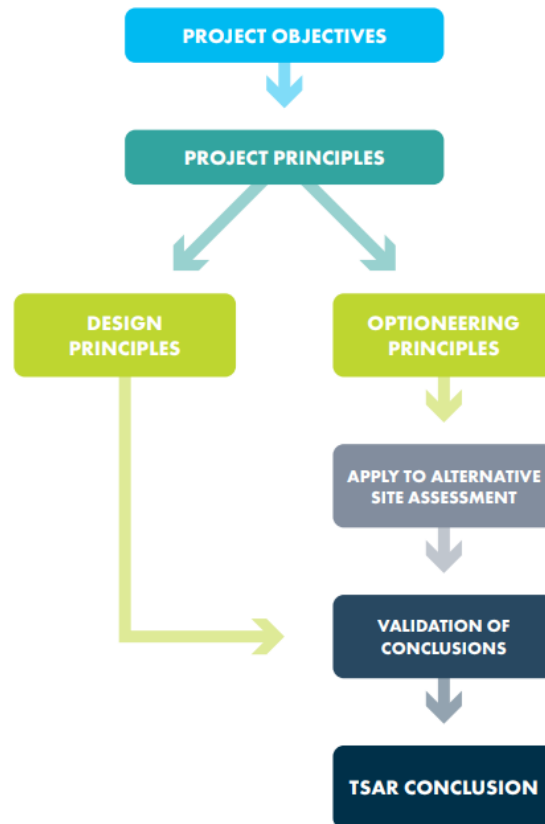 PROJECT OBJECTIVES
PROJECT PRINCIPLES
DESIGN
PRINCIPLES
OPTIONEERING
PRINCIPLES
APPLY TO ALTERNATIVE
SITE ASSESSMENT
VALIDATION OF
CONCLUSIONS
TSAR CONCLUSION